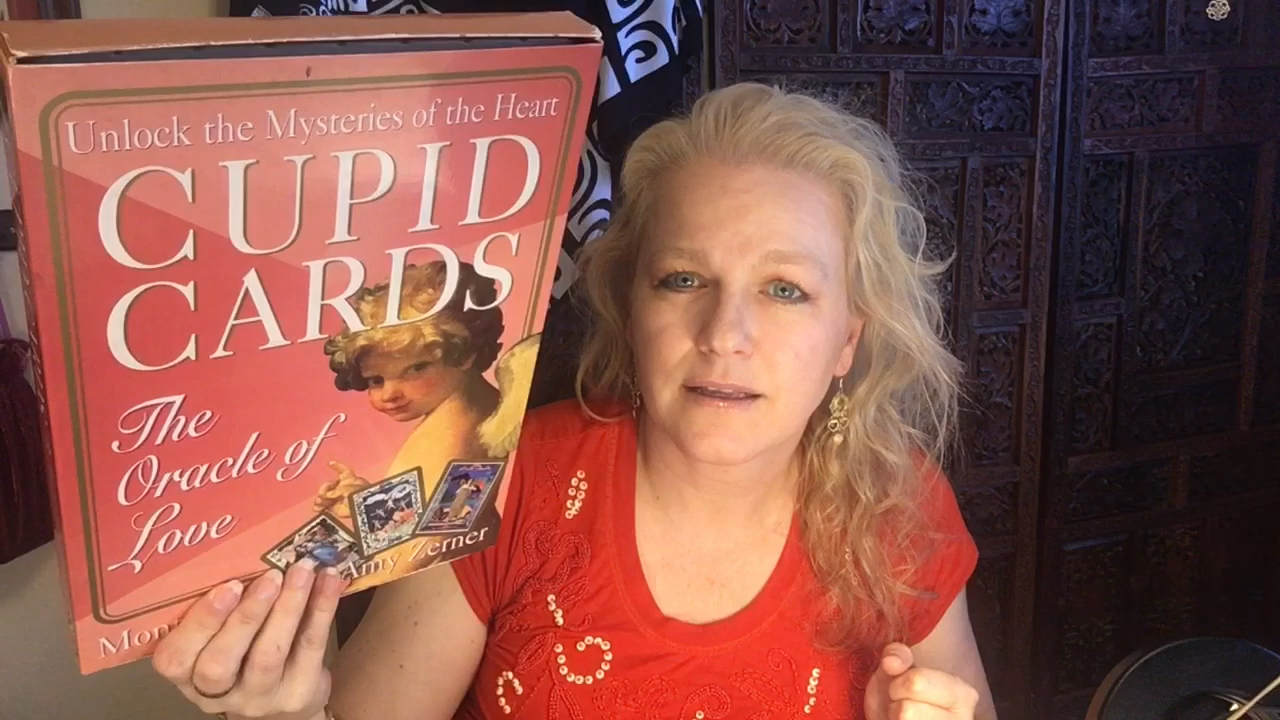 Unlock the Mysteries of the Heart
CUPID
CARDS
The
Oracle of
Love
Amy Zerner